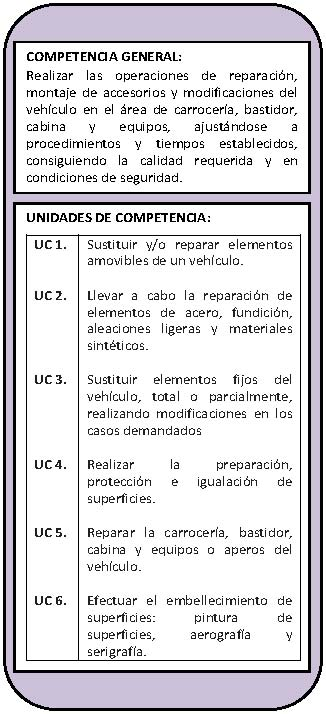 COMPETENCIA GENERAL:
Realizar las operaciones de reparación,
montaje de accesorios y modificaciones del
vehículo en el área de carrocería, bastidor,
cabina y equipos, ajustándose a
procedimientos y tiempos establecidos,
consiguiendo la calidad requerida y en
condiciones de seguridad.
UNIDADES DE COMPETENCIA:
UC 1. Sustituir y/o reparar elementos
amovibles de un vehículo.
UC 2. Llevar a cabo la reparación de
elementos de acero, fundición,
aleaciones ligeras y materiales
sintéticos.
UC 3. Sustituir elementos fijos del
vehículo, total o parcialmente,
realizando modificaciones en los
casos demandados
UC 4. Realizar la preparación,
protección e igualación de
superficies.
UC 5. Reparar la carrocería, bastidor,
cabina y equipos o aperos del
vehículo.
UC 6. Efectuar el embellecimiento de
superficies: pintura de
superficies, aerografía y
serigrafía.